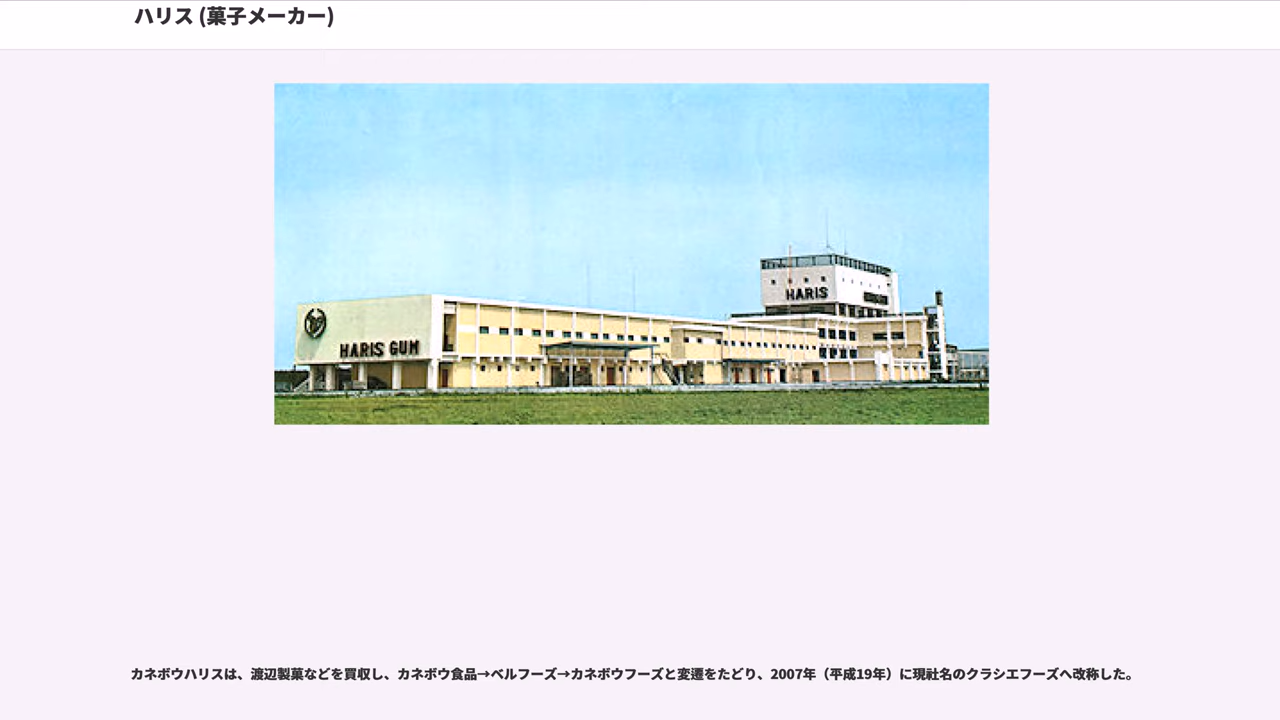 ハリス (菓子メーカー)
HARIS
HARIS GUM
カネボウハリスは、渡辺製菓などを買収し、カネボウ食品→ベルフーズ→カネボウフーズと変遷をたどり、2007年（平成19年）に現社名のクラシエフーズへ改称した。